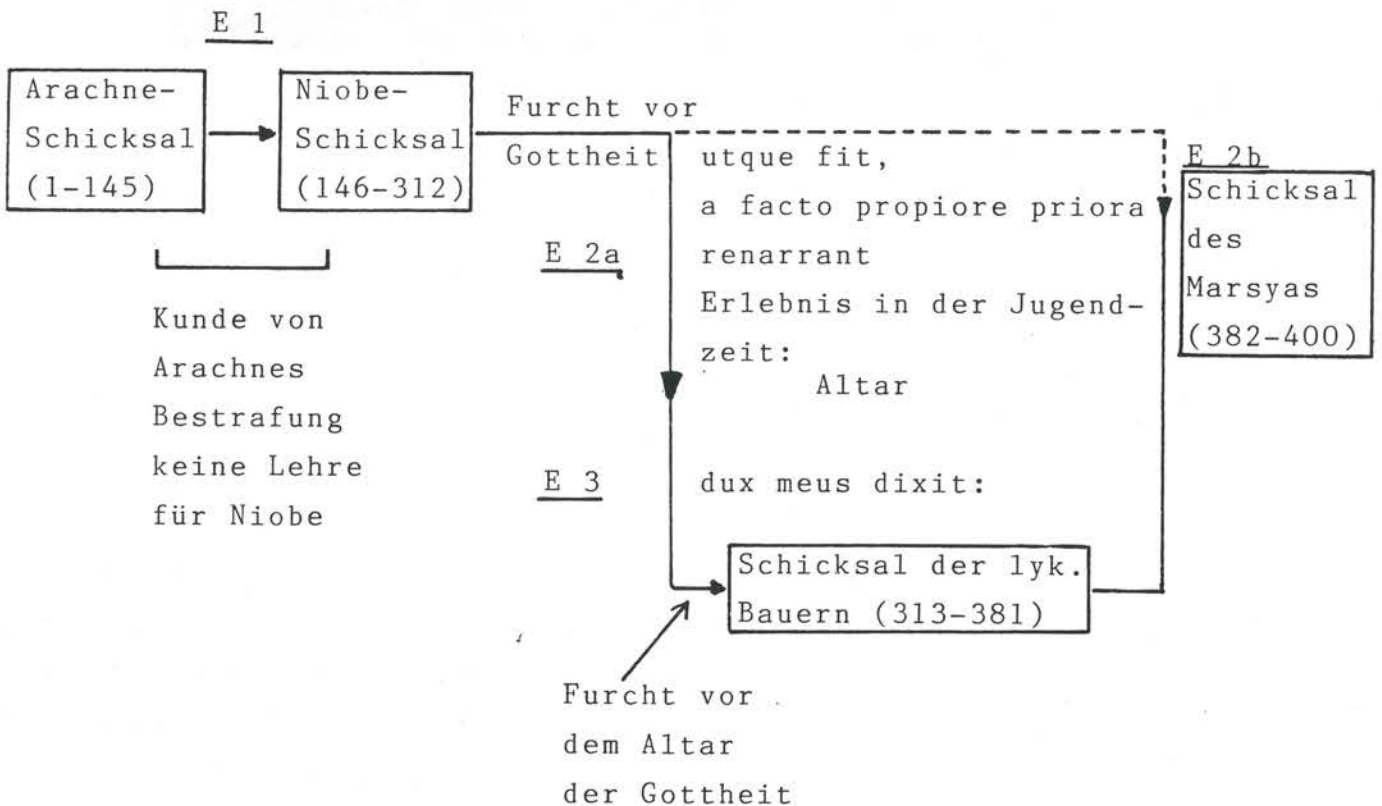 E 1
Arachne-
Schicksal
(1-145)
Niobe-
Schicksal
(146-312)
Furcht vor
Gottheit
utque fit,
a facto propiore priora
renarrant
Erlebnis in der Jugend-
zeit:
Altar
E 2b
Schicksal
des
Marsyas
(382-400)
E 2a
Kunde von
Arachnes
Bestrafung
keine Lehre
für Niobe
E 3
dux meus dixit:
Schicksal der lyk.
Bauern (313-381)
Furcht vor
dem Altar
der Gottheit